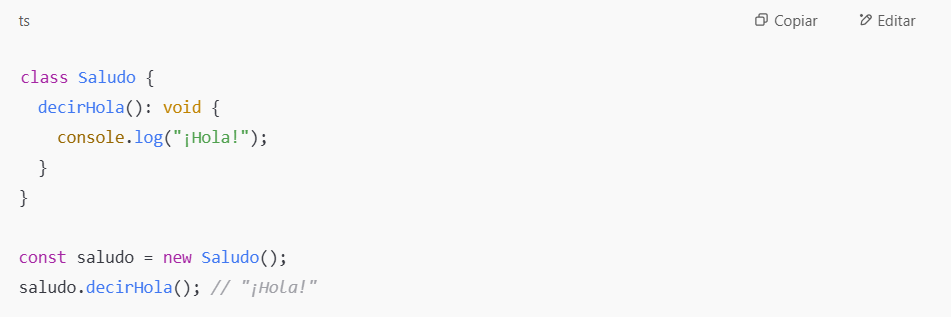 ts
Copiar
Editar
class Saludo {
  decirHola(): void {
    console.log("¡Hola!");
  }
}
const saludo = new Saludo();
saludo.decirHola(); // "¡Hola!"